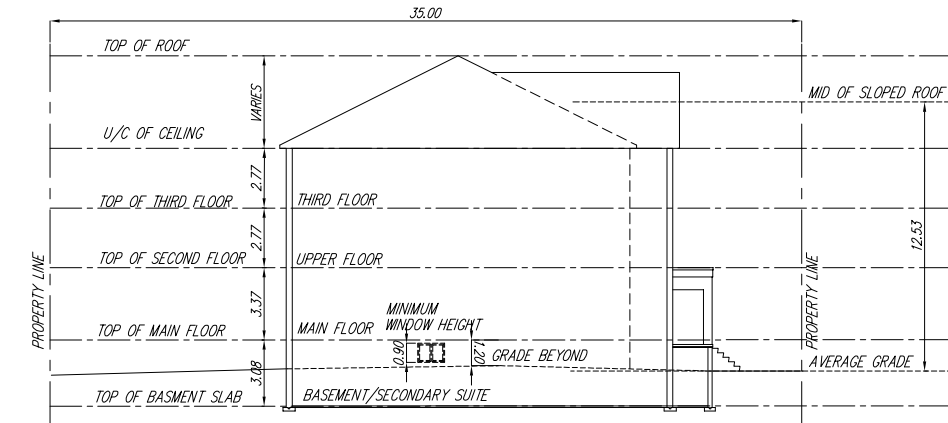 35.00
TOP OF ROOF
MID OF SLOPED ROOF
VARIES
U/C OF CEILING
2.77
TOP OF THIRD FLOOR
THIRD FLOOR
2.77
12.53
TOP OF SECOND FLOOR
UPPER FLOOR
PROPERTY LINE
PROPERTY LINE
3.37
MINIMUM
WINDOW HEIGHT
TOP OF MAIN FLOOR
MAIN FLOOR
0.90
1.20
GRADE BEYOND
AVERAGE GRADE
3.08
TOP OF BASMENT SLAB
BASEMENT/SECONDARY SUITE